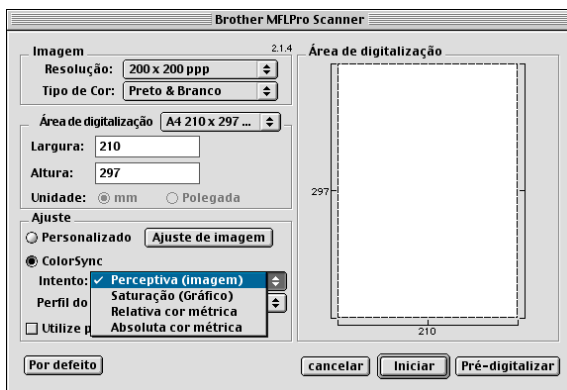 Brother MFLPro Scanner
2.1.4
Imagem
Resolução: 200 x 200 ppp
Tipo de Cor: Preto & Branco
Área de digitalização A4 210 x 297 ...
Largura: 210
Altura: 297
Unidade: mm Polegada
Ajuste
Personalizado Ajuste de imagem
ColorSync
Intento: Perceptiva (imagem)
Saturação (Gráfico)
Relativa cor métrica
Absoluta cor métrica
Perfil do
Utilize
Por defeito
Área de digitalização
297
210
cancelar Iniciar Pré-digitalizar